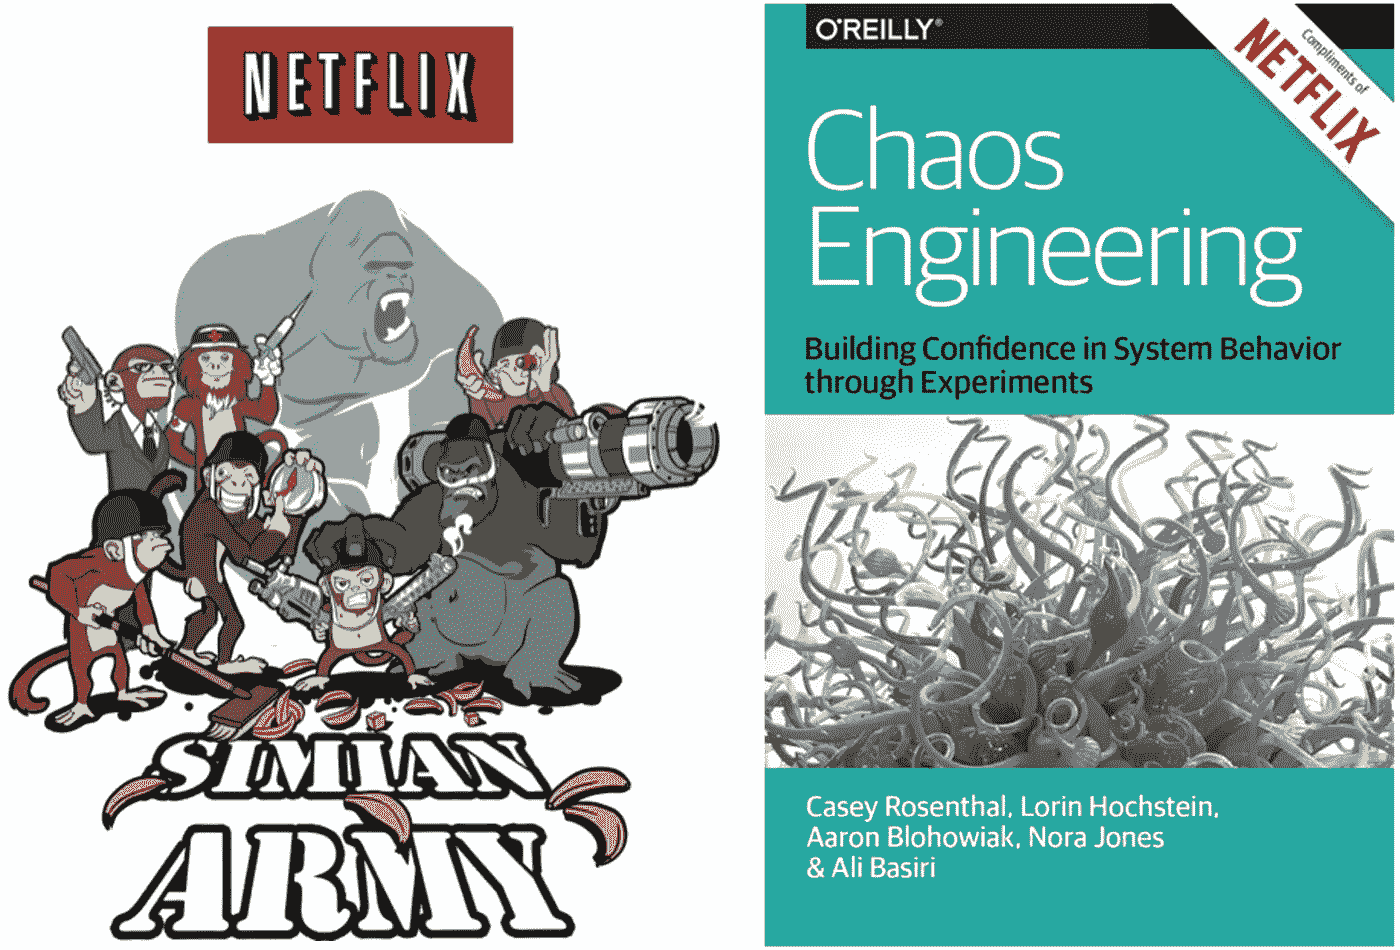 NETFLIX
SIMIAN
ARMY
O'REILLY®
Compliments of
NETFLIX
Chaos
Engineering
Building Confidence in System Behavior
through Experiments
Casey Rosenthal, Lorin Hochstein,
Aaron Blohowiak, Nora Jones
& Ali Basiri